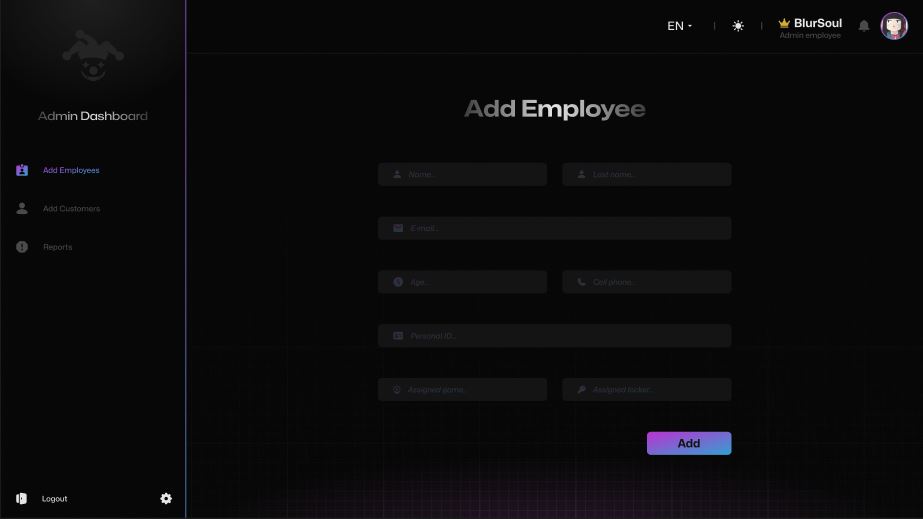 EN
BlurSoul
Admin employee
Admin Dashboard
Add Employees
Add Customers
Reports
Logout
Add Employee
Name...
Last name...
E-mail...
Age...
Cell phone...
Personal ID...
Assigned game...
Assigned locker...
Add